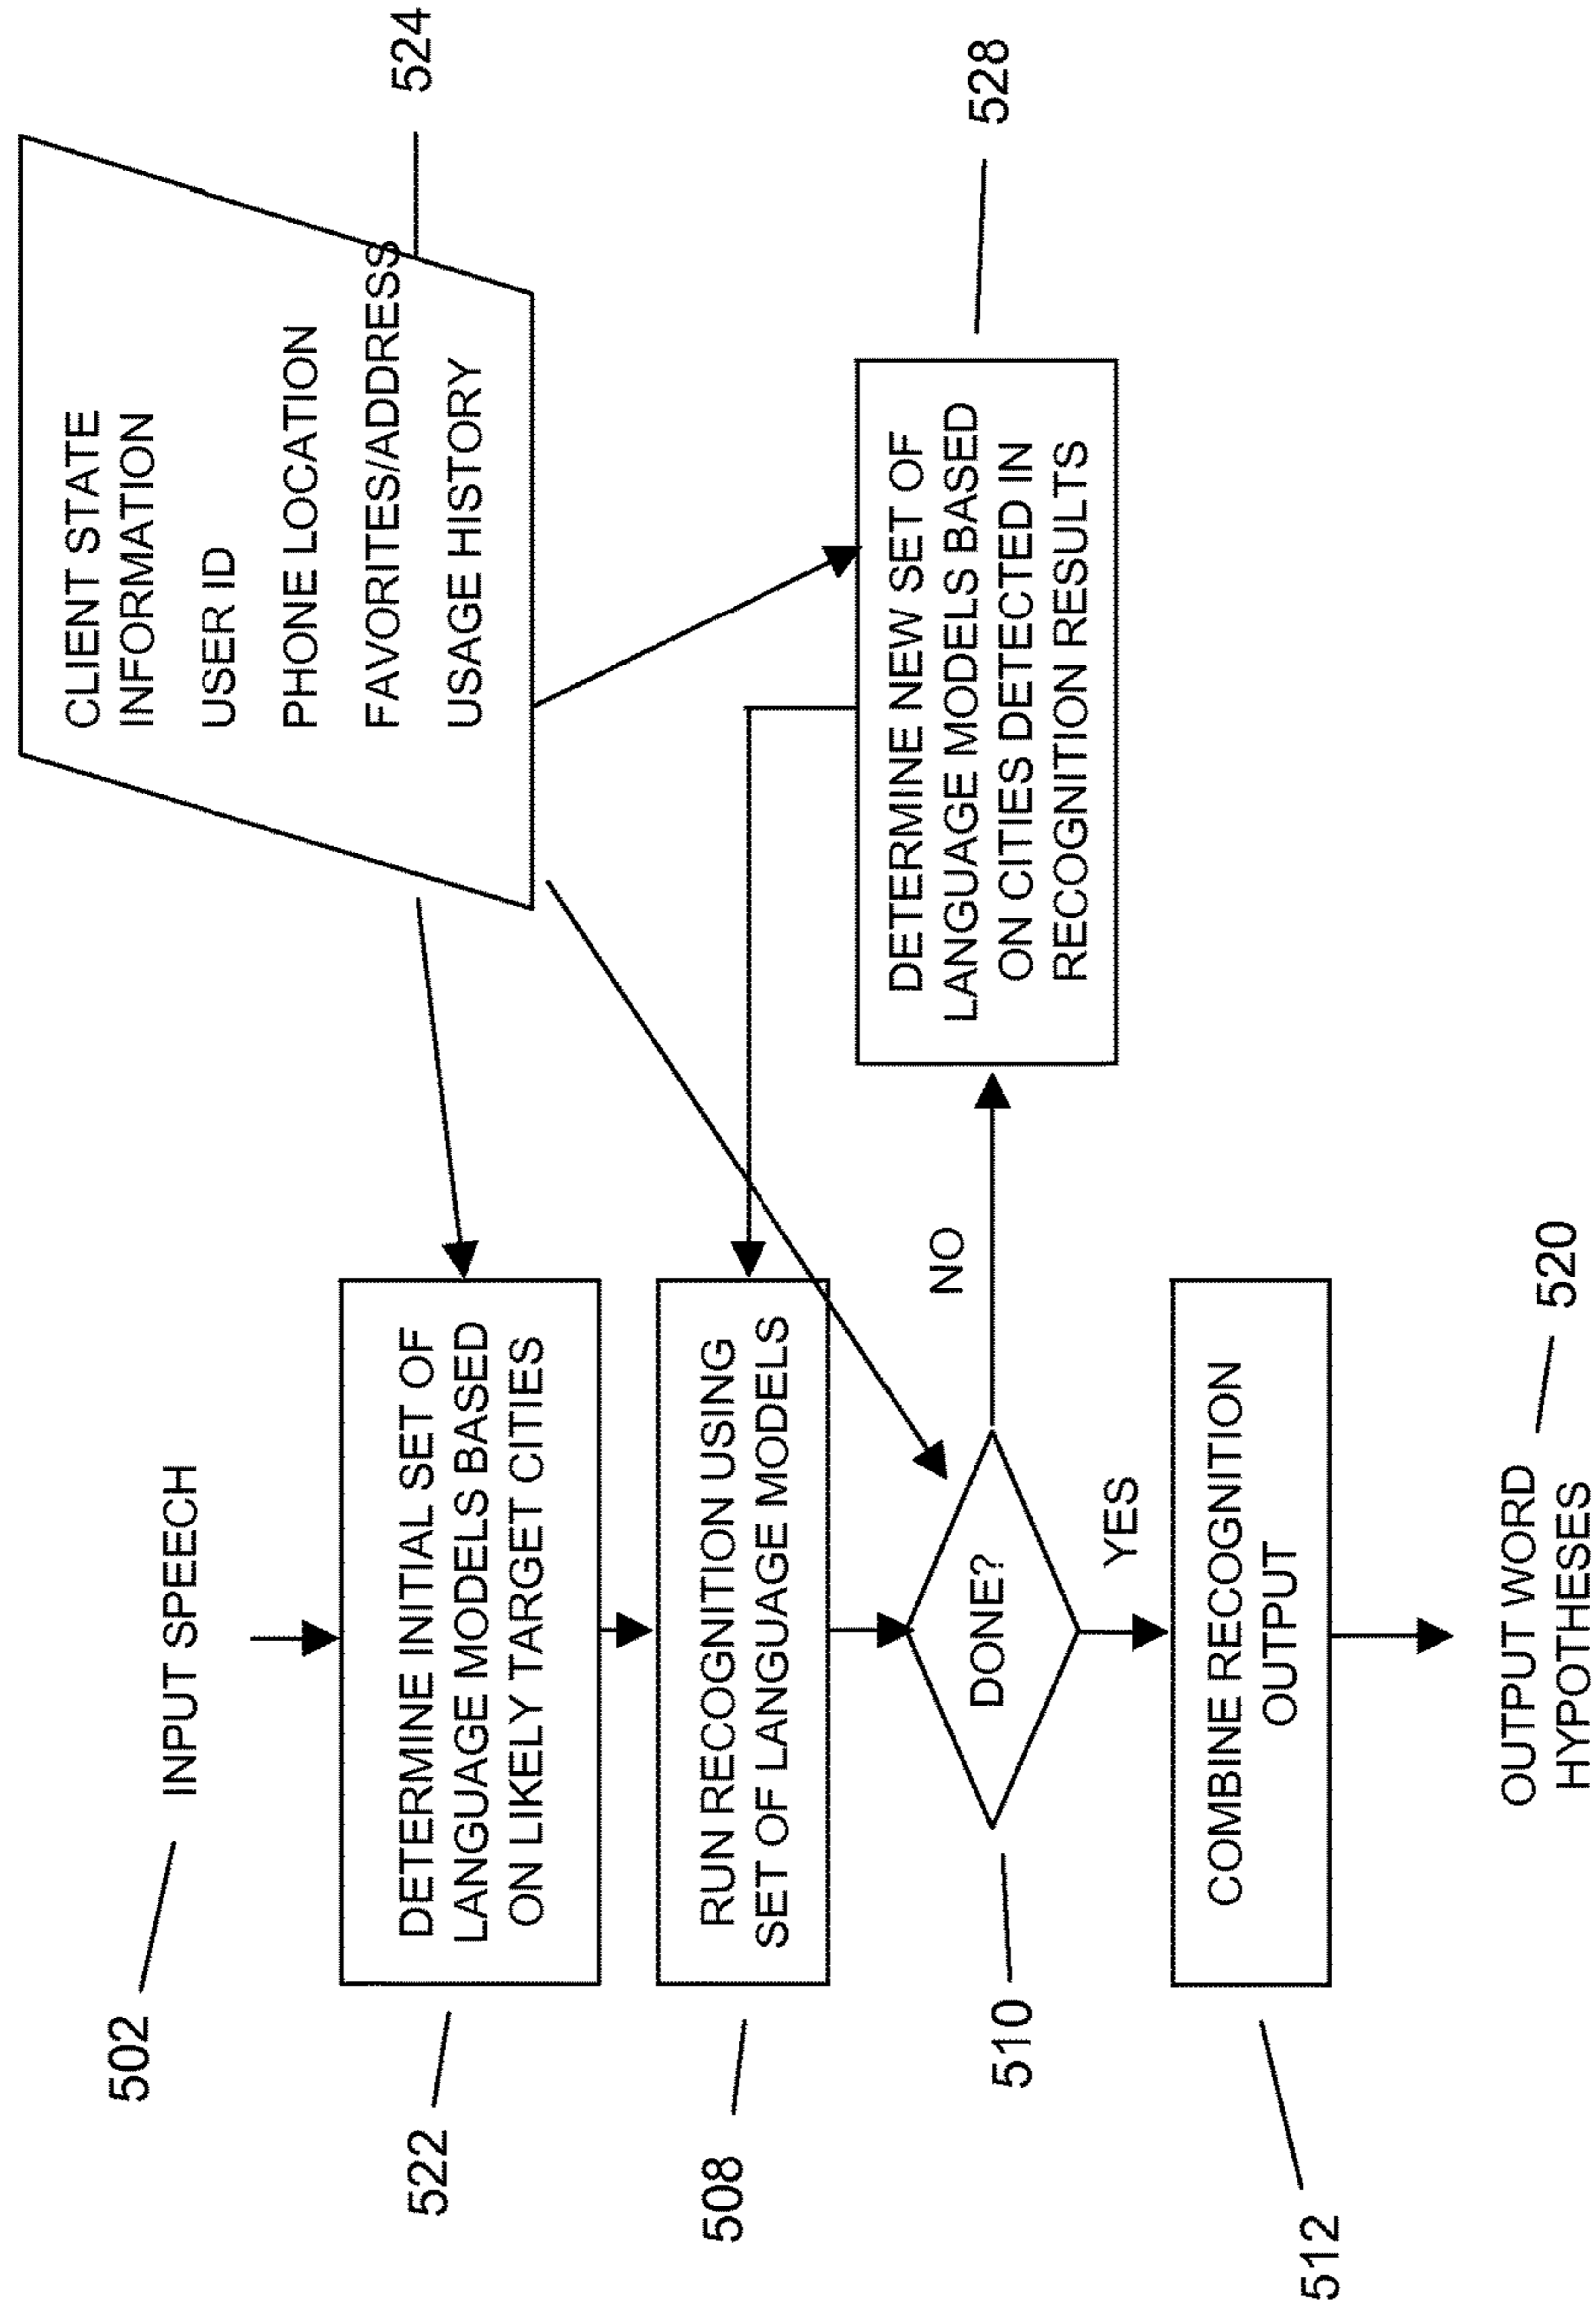 502
INPUT SPEECH
CLIENT STATE
INFORMATION
USER ID
PHONE LOCATION
FAVORITES/ADDRESS
USAGE HISTORY
524
522
DETERMINE INITIAL SET OF
LANGUAGE MODELS BASED
ON LIKELY TARGET CITIES
508
RUN RECOGNITION USING
SET OF LANGUAGE MODELS
510
DONE?
NO
YES
DETERMINE NEW SET OF
LANGUAGE MODELS BASED
ON CITIES DETECTED IN
RECOGNITION RESULTS
528
512
COMBINE RECOGNITION
OUTPUT
OUTPUT WORD
HYPOTHESES
520